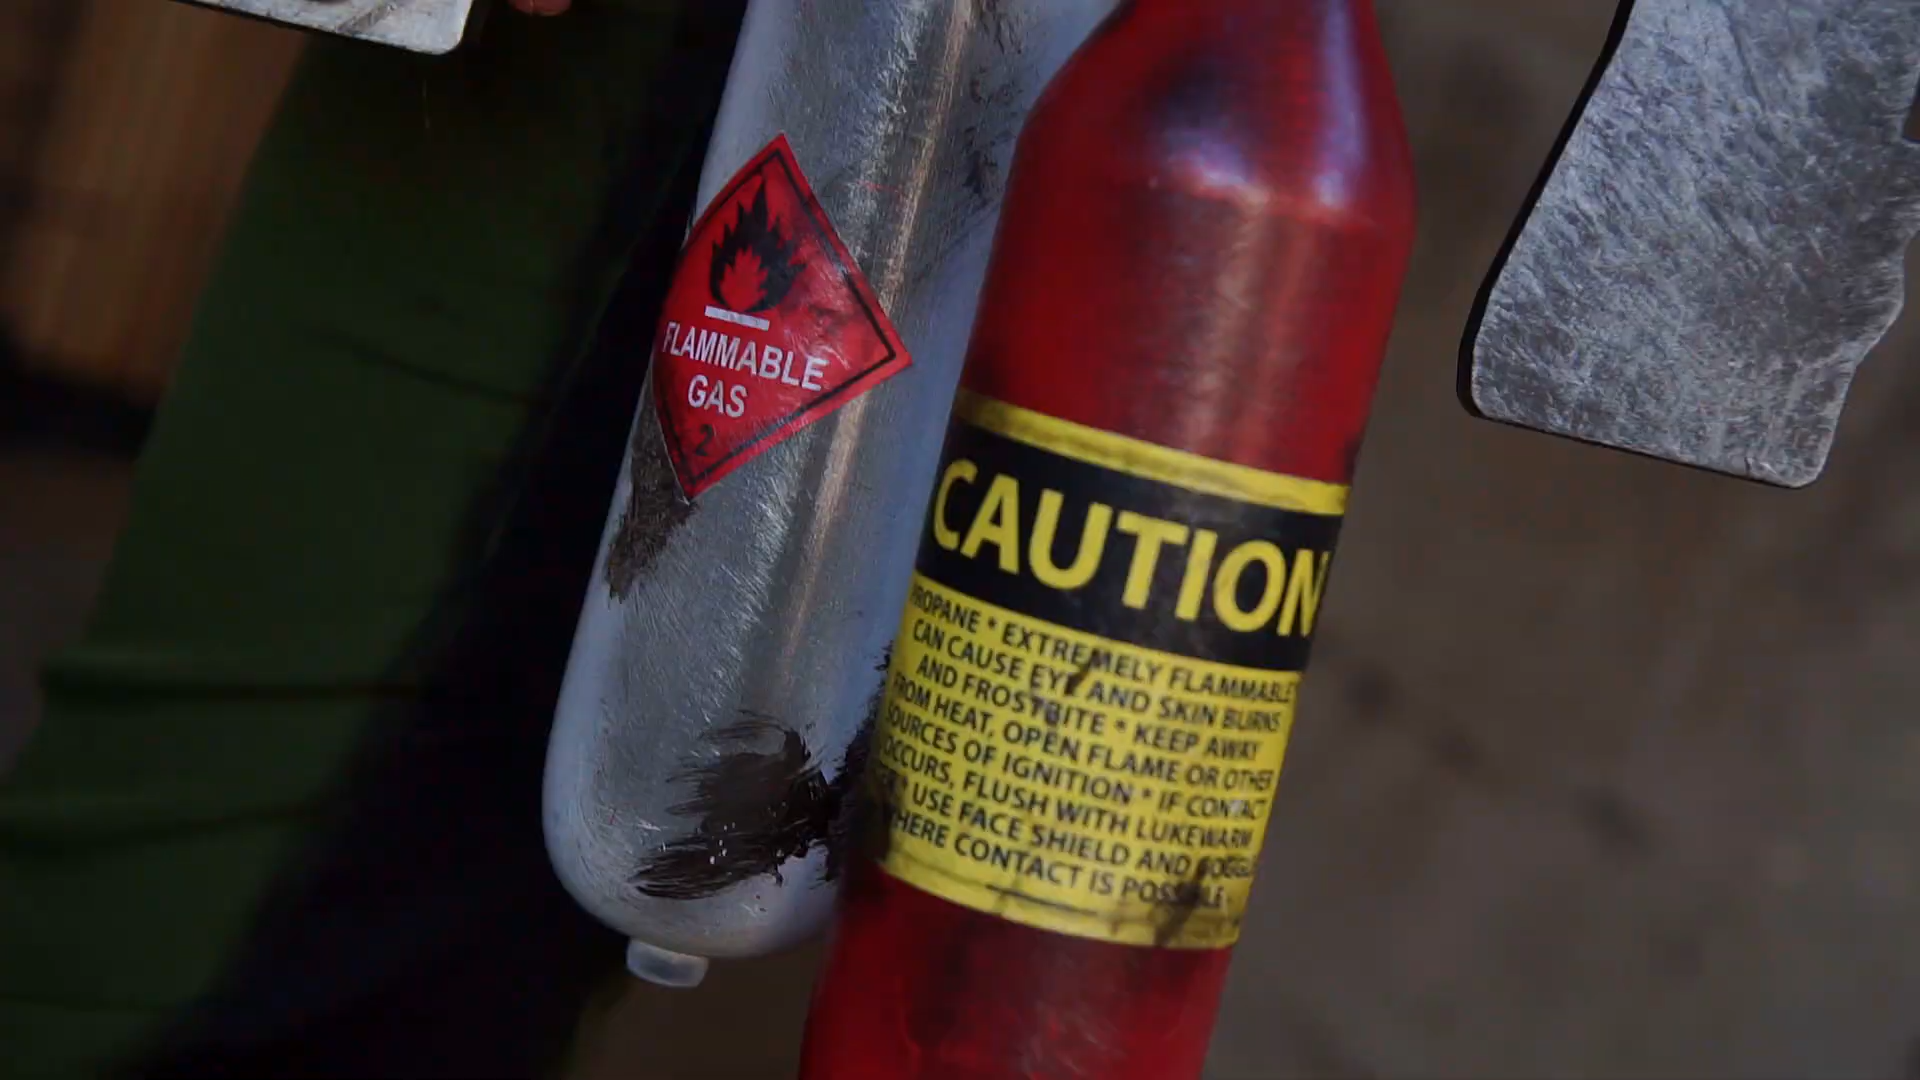 FLAMMABLE
GAS
2
CAUTION
ROPANE * EXTREMELY FLAMMABLE
CAN CAUSE EYE AND SKIN BURNS
AND FROSTBITE * KEEP AWAY
FROM HEAT, OPEN FLAME OR OTHER
SOURCES OF IGNITION * IF CONTACT
OCCURS, FLUSH WITH LUKEWARM
USE FACE SHIELD AND GOGGL
WHERE CONTACT IS POSSIBLE